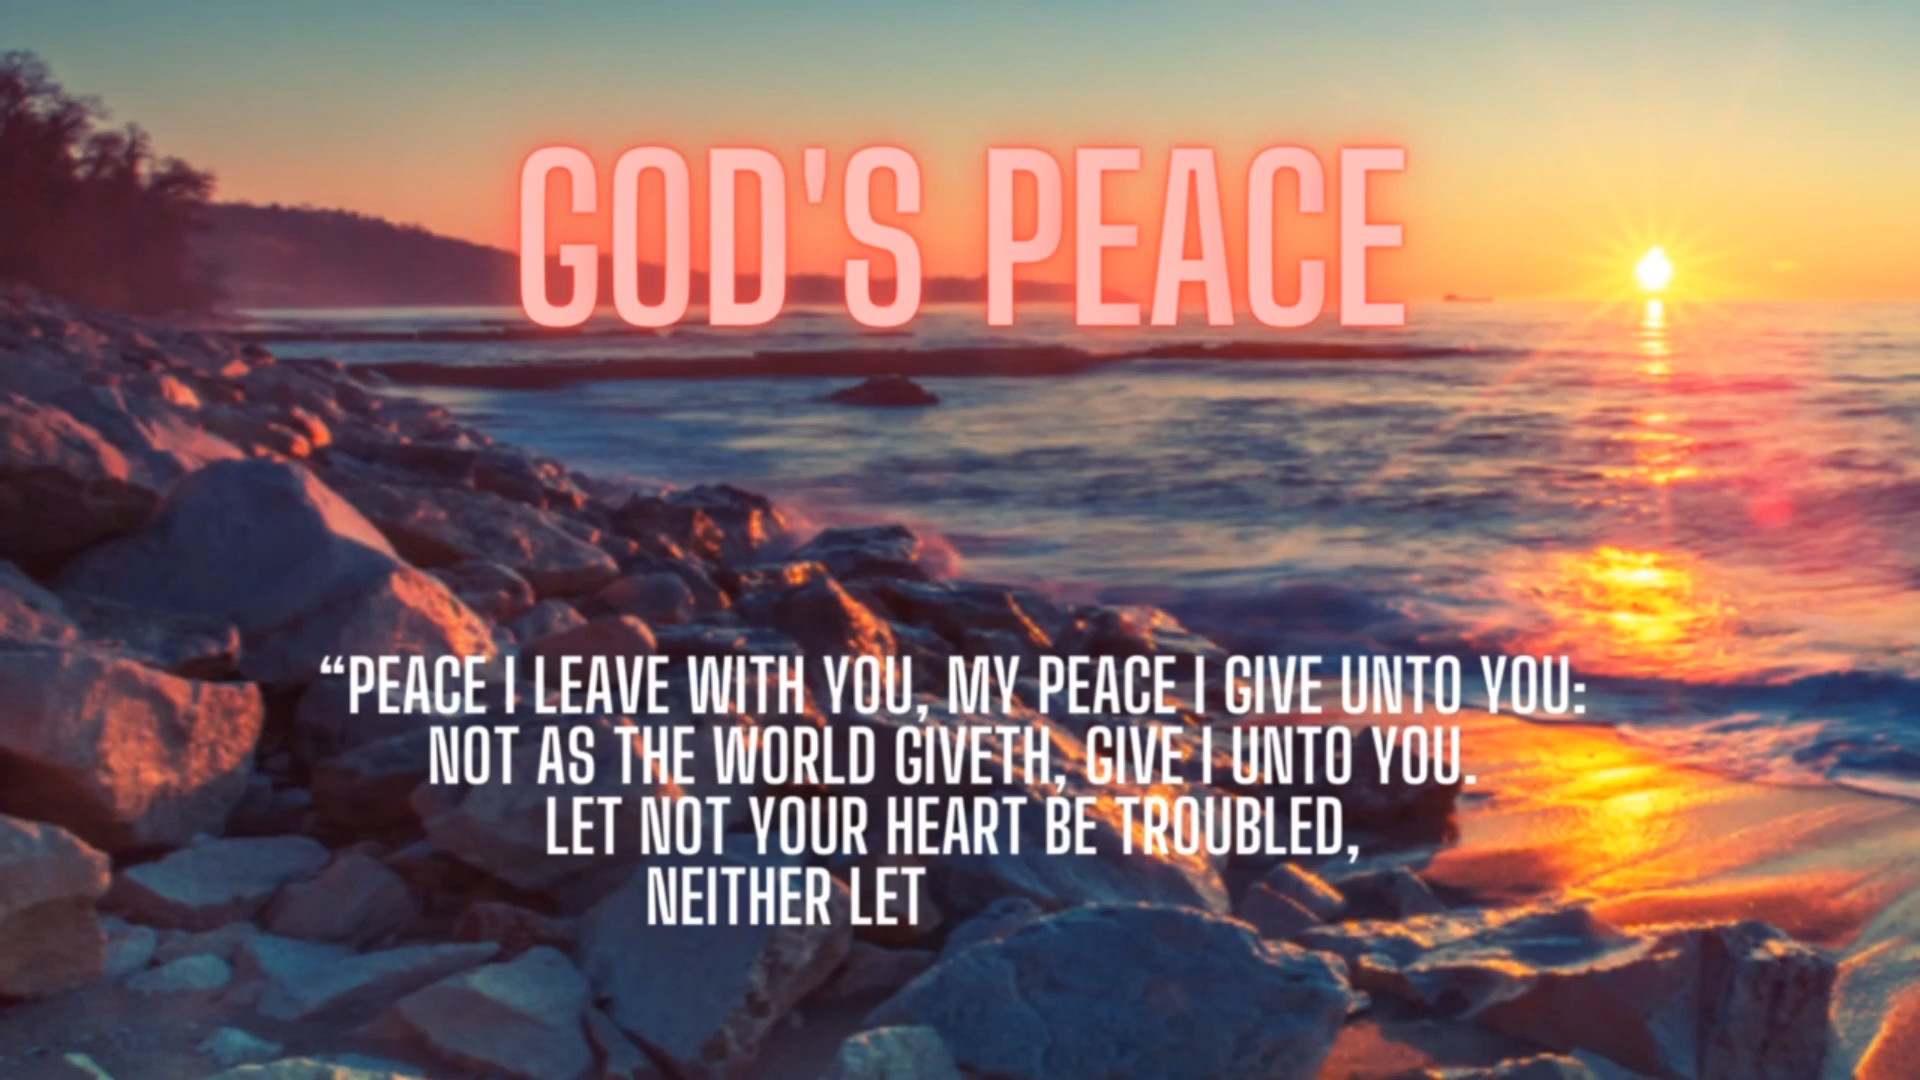 GOD'S PEACE
“PEACE I LEAVE WITH YOU, MY PEACE I GIVE UNTO YOU:
NOT AS THE WORLD GIVETH, GIVE I UNTO YOU.
LET NOT YOUR HEART BE TROUBLED,
NEITHER LET